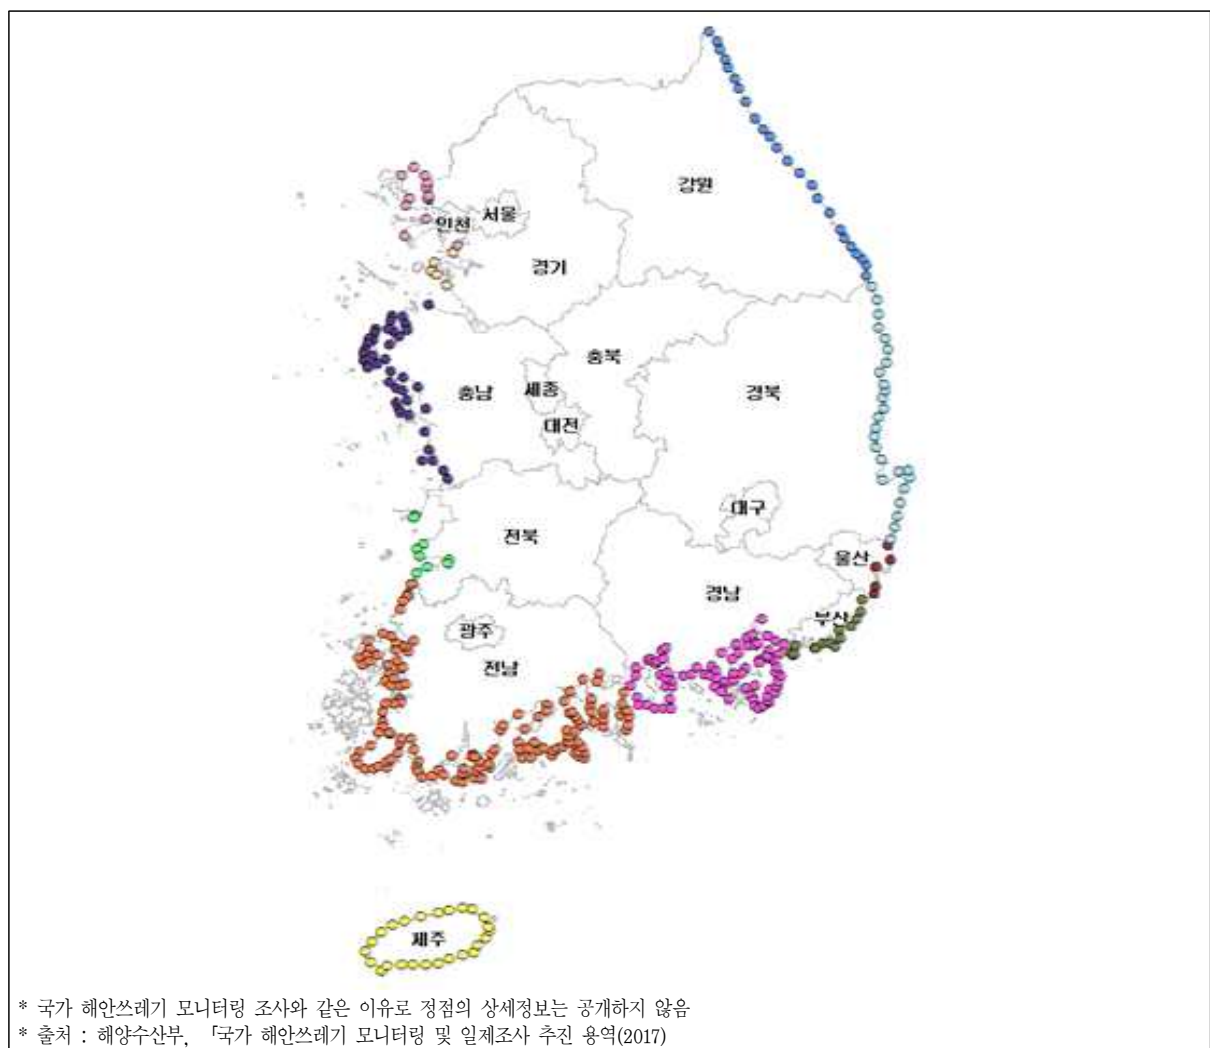 강원
서울
인천
경기
충북
충남
세종
경북
대전
대구
전북
울산
경남
부산
광주
전남
제주
* 국가 해안쓰레기 모니터링 조사와 같은 이유로 정점의 상세정보는 공개하지 않음
* 출처 : 해양수산부, 「국가 해안쓰레기 모니터링 및 일제조사 추진 용역(2017)